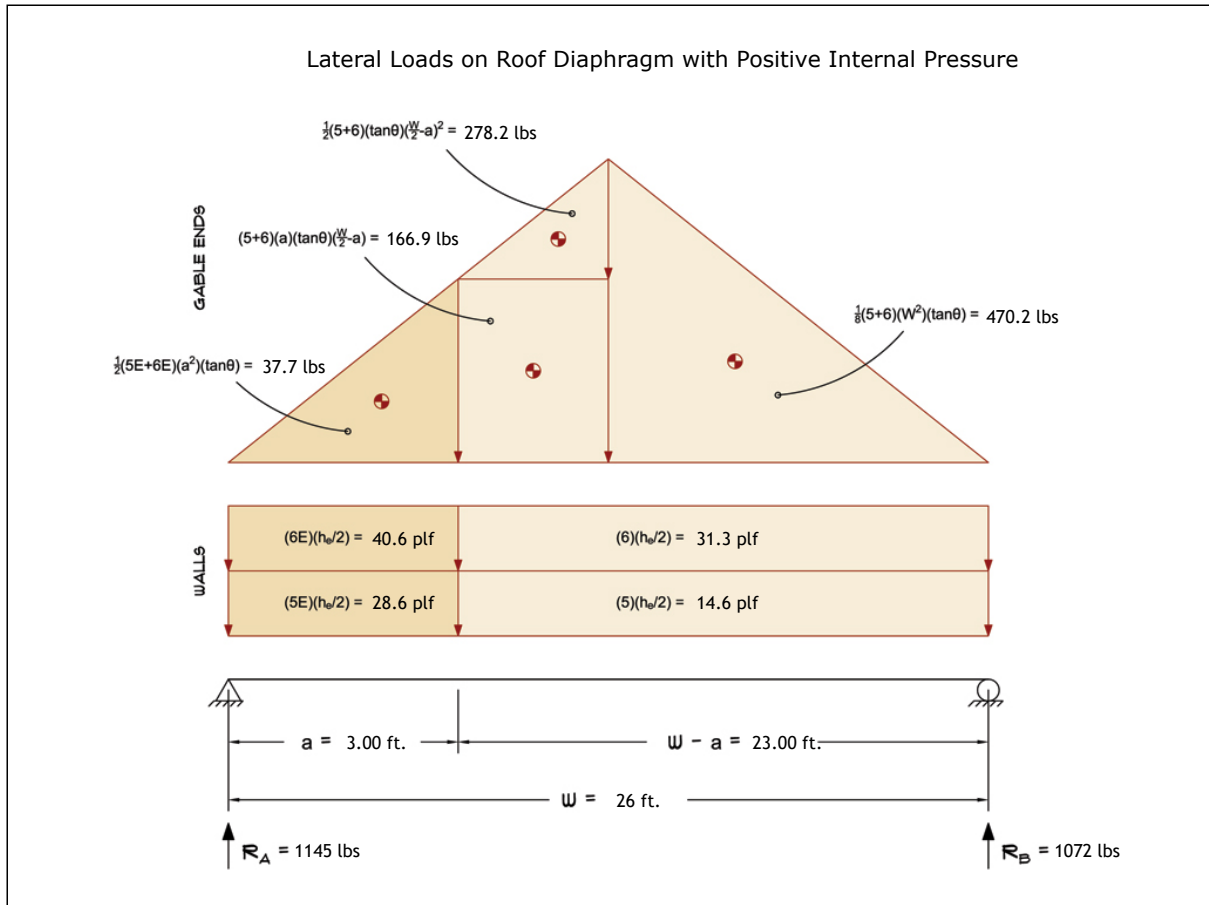 Lateral Loads on Roof Diaphragm with Positive Internal Pressure
½(5+6)(tanθ)(W/2-a)² = 278.2 lbs
GABLE ENDS
(5+6)(a)(tanθ)(W/2-a) = 166.9 lbs
⅛(5+6)(W²)(tanθ) = 470.2 lbs
½(5E+6E)(a²)(tanθ) = 37.7 lbs
WALLS
(6E)(hₑ/2) = 40.6 plf
(6)(hₑ/2) = 31.3 plf
(5E)(hₑ/2) = 28.6 plf
(5)(hₑ/2) = 14.6 plf
a = 3.00 ft.
W - a = 23.00 ft.
W = 26 ft.
R_A = 1145 lbs
R_B = 1072 lbs